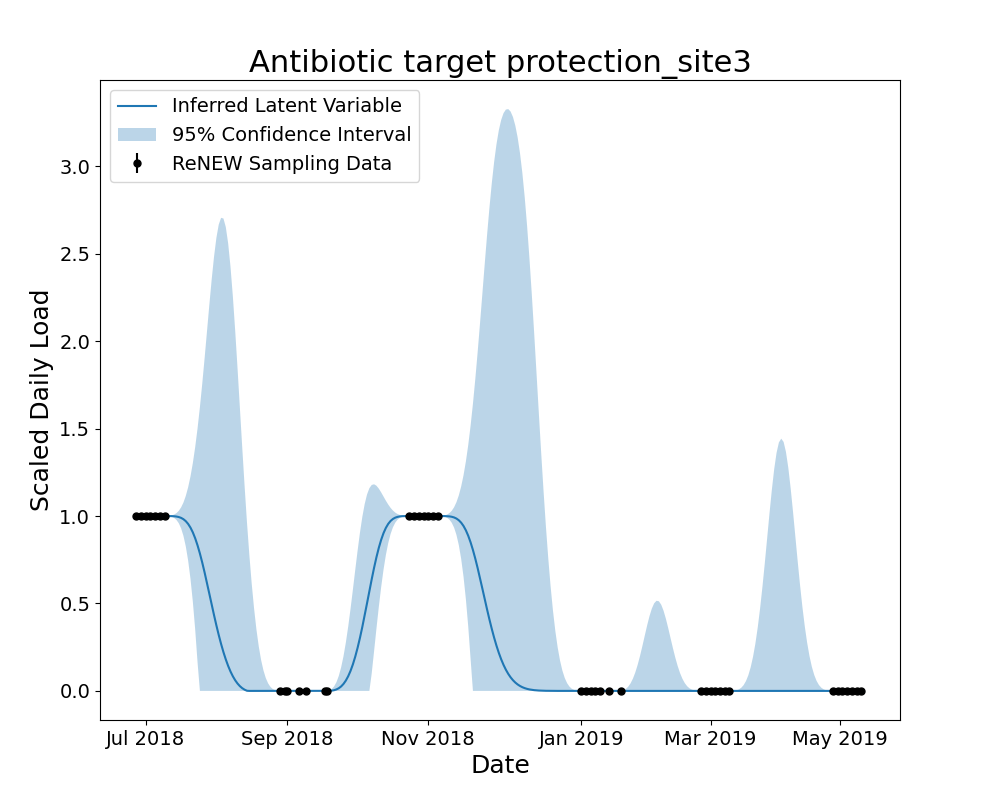 Antibiotic target protection_site3
Inferred Latent Variable
95% Confidence Interval
ReNEW Sampling Data
Scaled Daily Load
3.0
2.5
2.0
1.5
1.0
0.5
0.0
Jul 2018 Sep 2018 Nov 2018 Jan 2019 Mar 2019 May 2019
Date